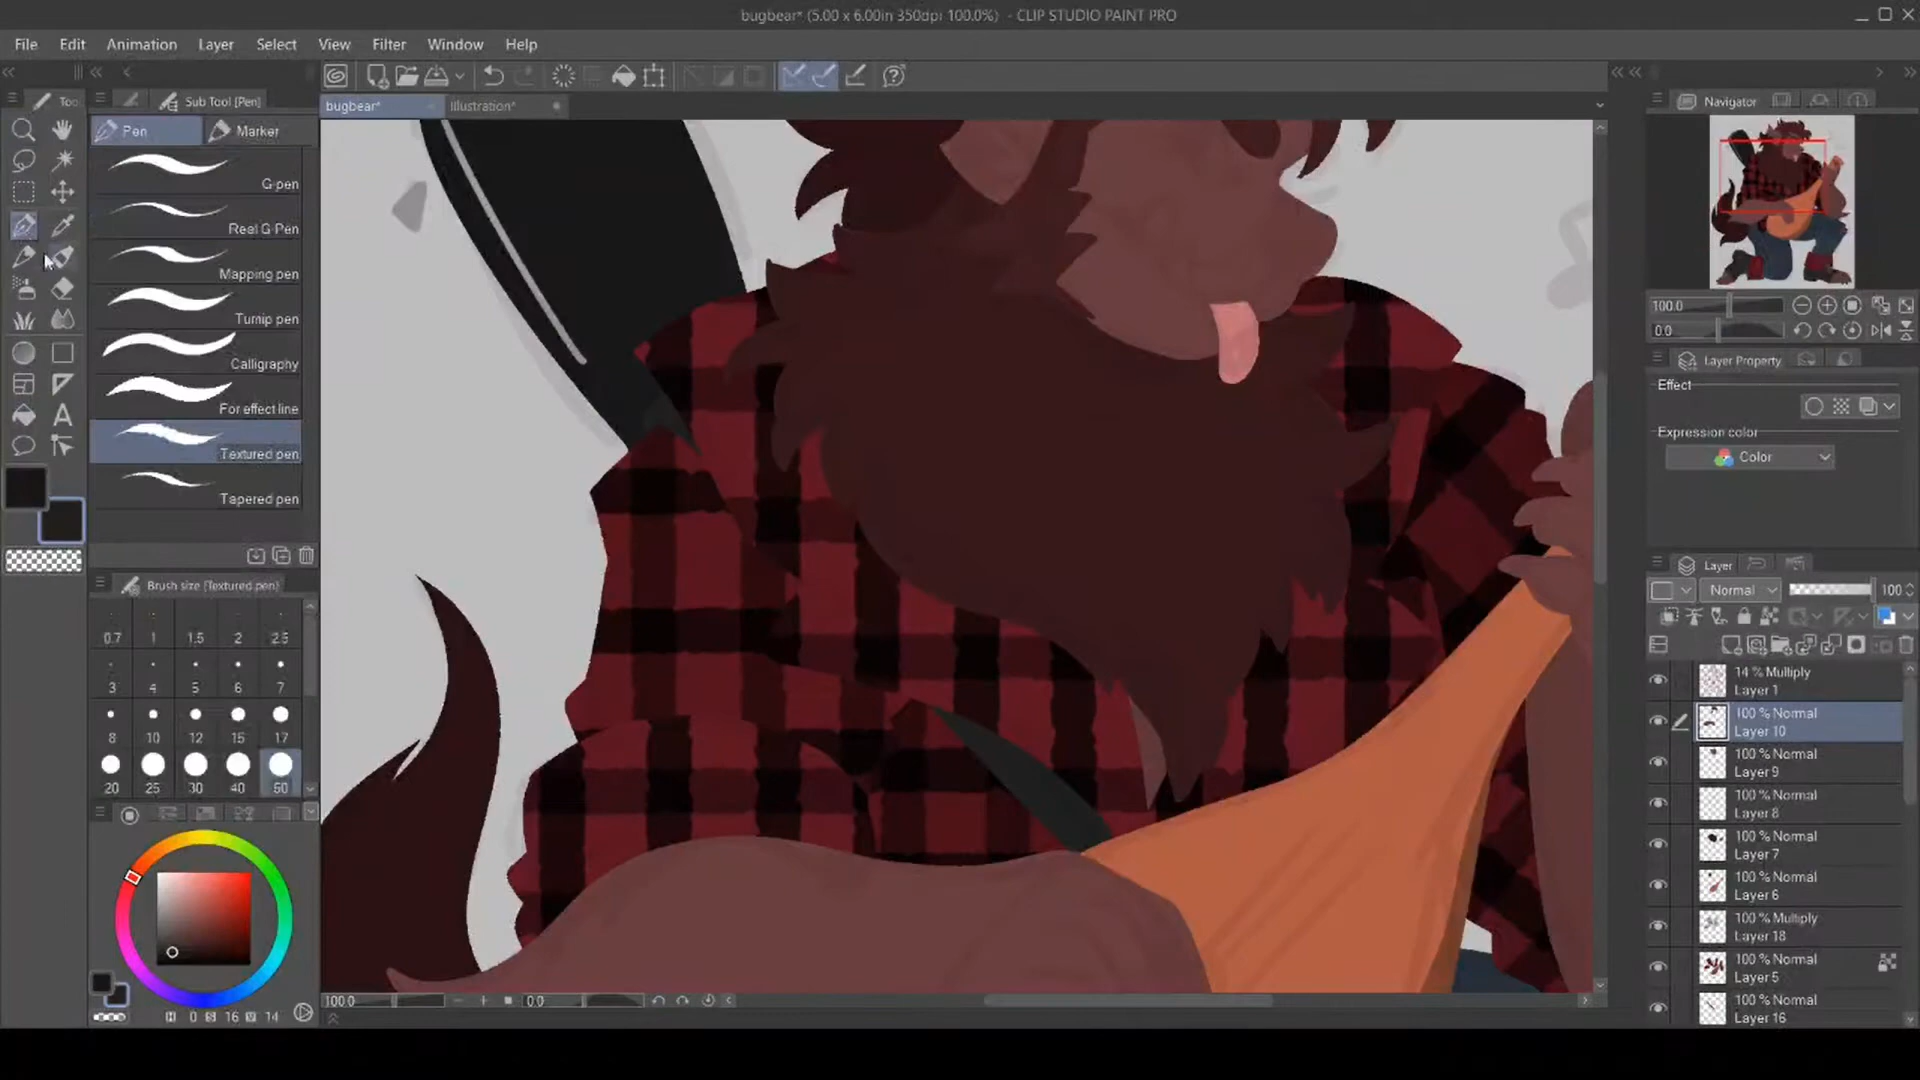 bugbear* (5.00 x 6.00in 350dpi 100.0%) - CLIP STUDIO PAINT PRO
File Edit Animation Layer Select View Filter Window Help
Too
Sub Tool [Pen]
bugbear*
Illustration*
Navigator
Pen
Marker
G-pen
Real G-Pen
Mapping pen
Turnip pen
Calligraphy
For effect line
Textured pen
Tapered pen
Brush size [Textured pen]
0.7 1 1.5 2 2.5
3 4 5 6 7
8 10 12 15 17
20 25 30 40 50
H 0 S 16 V 14
100.0
0.0
100.0
0.0
Layer Property
Effect
Expression color
Color
Layer
Normal
100
14 % Multiply
Layer 1
100 % Normal
Layer 10
100 % Normal
Layer 9
100 % Normal
Layer 8
100 % Normal
Layer 7
100 % Normal
Layer 6
100 % Multiply
Layer 18
100 % Normal
Layer 5
100 % Normal
Layer 16